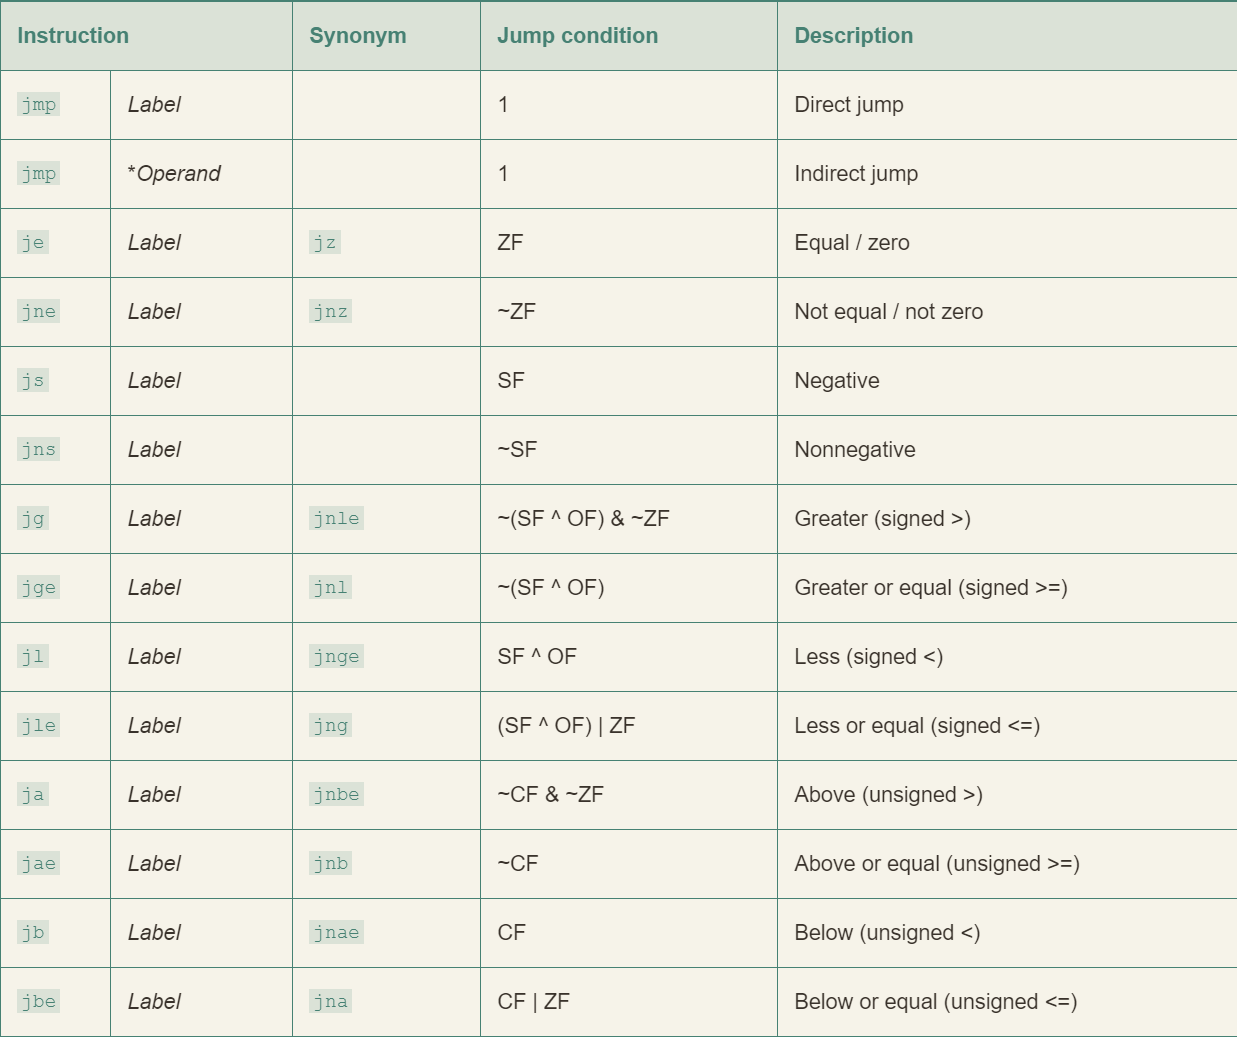 Instruction Synonym Jump condition Description
jmp Label 1 Direct jump
jmp *Operand 1 Indirect jump
je Label jz ZF Equal / zero
jne Label jnz ~ZF Not equal / not zero
js Label SF Negative
jns Label ~SF Nonnegative
jg Label jnle ~(SF ^ OF) & ~ZF Greater (signed >)
jge Label jnl ~(SF ^ OF) Greater or equal (signed >=)
jl Label jnge SF ^ OF Less (signed <)
jle Label jng (SF ^ OF) | ZF Less or equal (signed <=)
ja Label jnbe ~CF & ~ZF Above (unsigned >)
jae Label jnb ~CF Above or equal (unsigned >=)
jb Label jnae CF Below (unsigned <)
jbe Label jna CF | ZF Below or equal (unsigned <=)